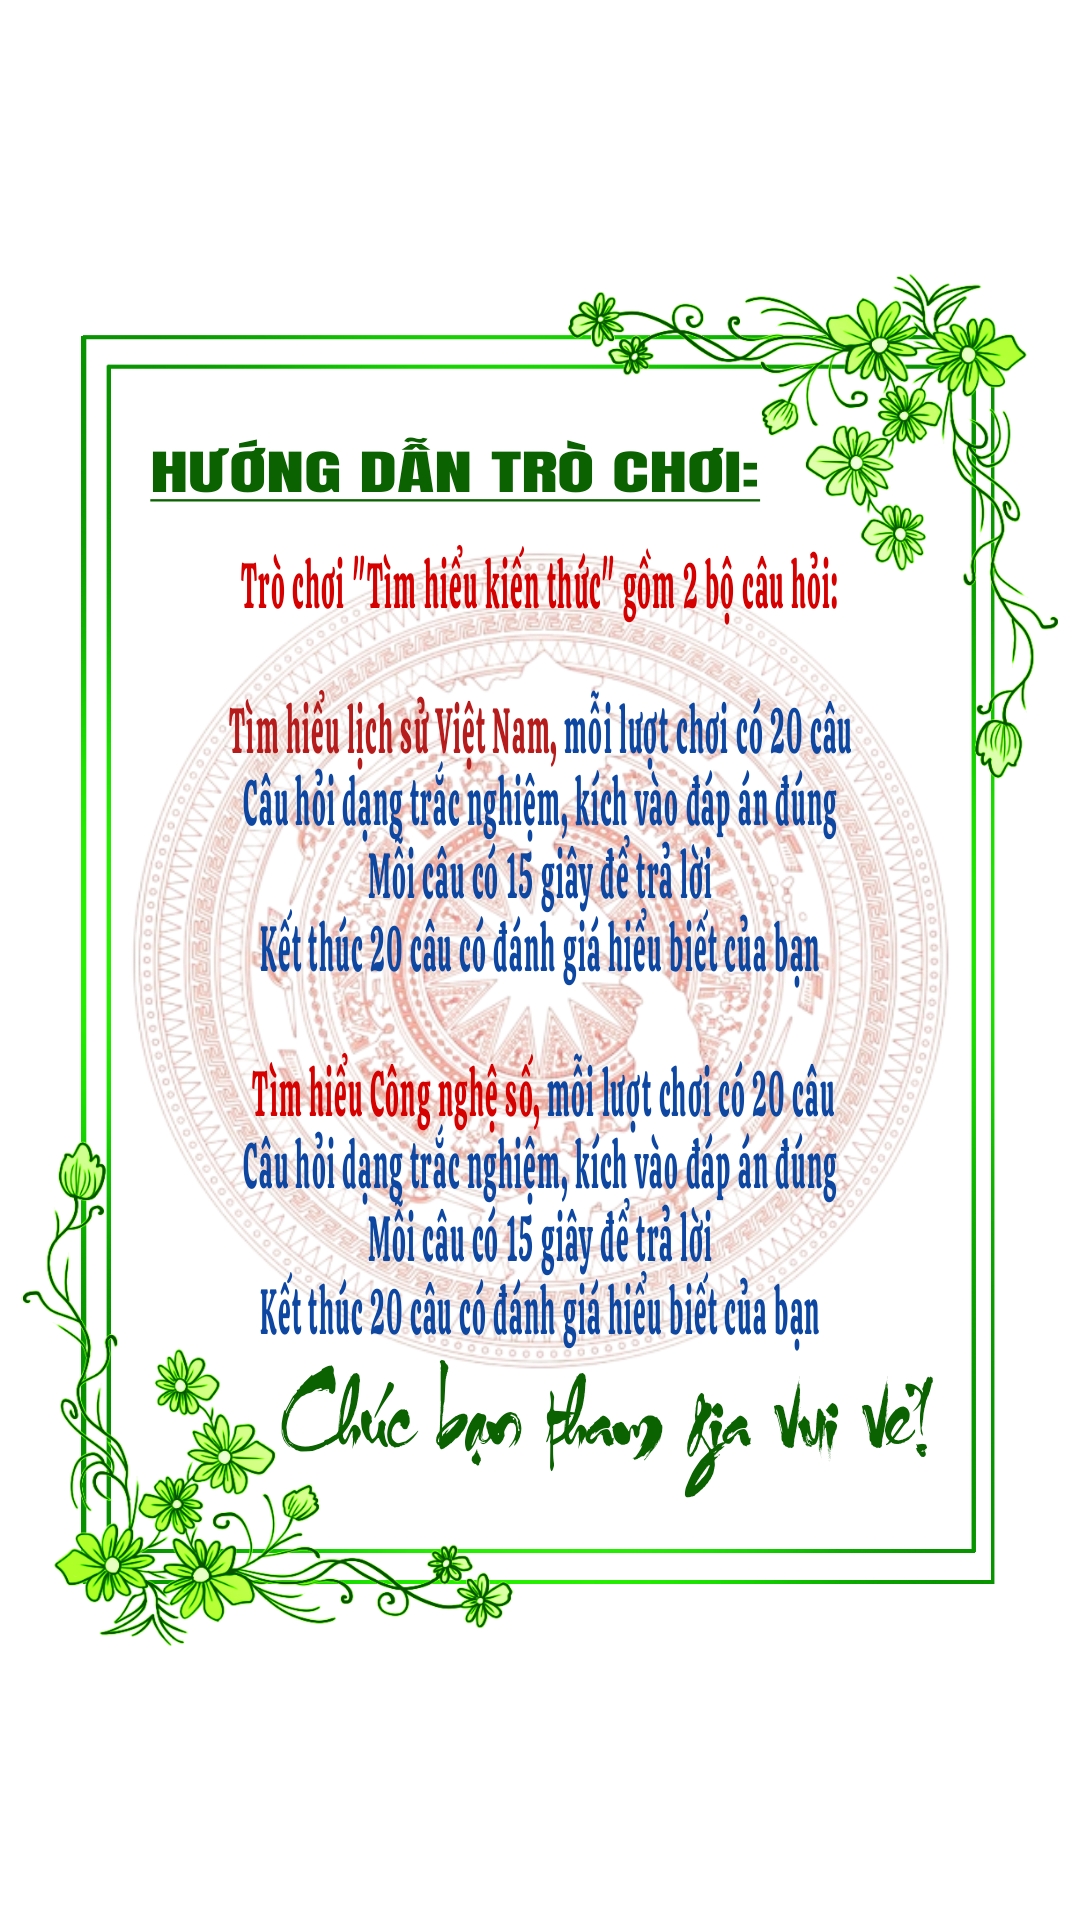 HƯỚNG DẪN TRÒ CHƠI:
Trò chơi "Tìm hiểu kiến thức" gồm 2 bộ câu hỏi:
Tìm hiểu lịch sử Việt Nam, mỗi lượt chơi có 20 câu
Câu hỏi dạng trắc nghiệm, kích vào đáp án đúng
Mỗi câu có 15 giây để trả lời
Kết thúc 20 câu có đánh giá hiểu biết của bạn
Tìm hiểu Công nghệ số, mỗi lượt chơi có 20 câu
Câu hỏi dạng trắc nghiệm, kích vào đáp án đúng
Mỗi câu có 15 giây để trả lời
Kết thúc 20 câu có đánh giá hiểu biết của bạn
Chúc bạn tham gia vui vẻ!